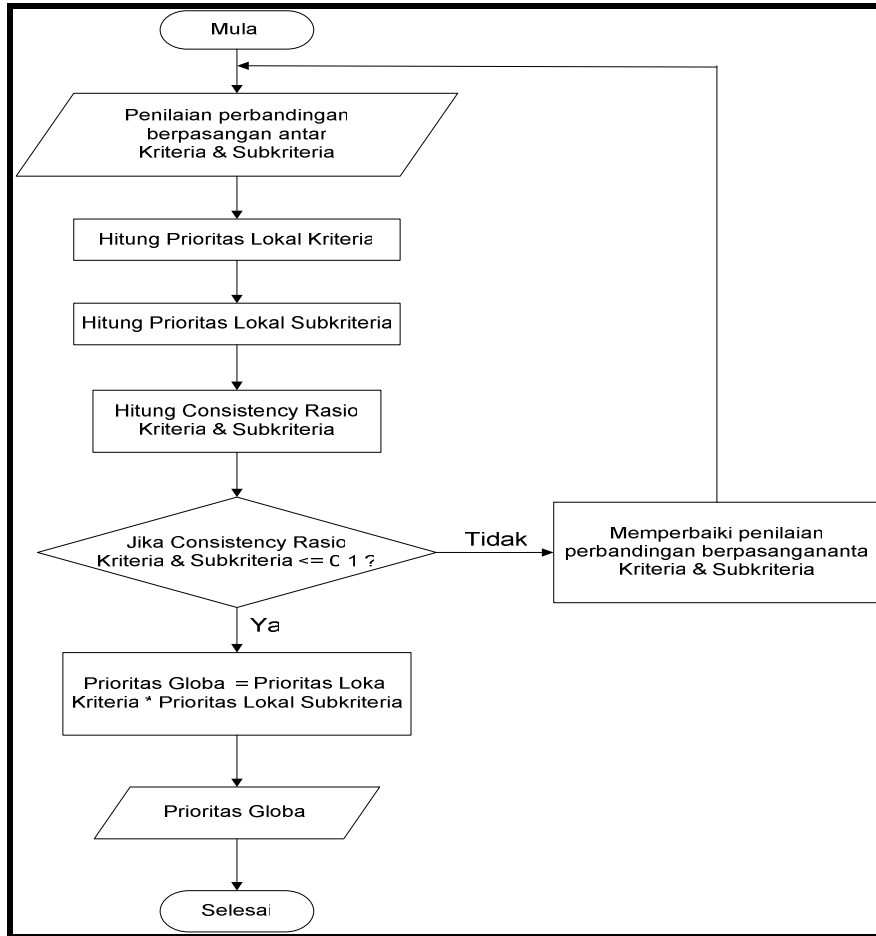 Mula
Penilaian perbandingan
berpasangan antar
Kriteria & Subkriteria
Hitung Prioritas Lokal Kriteria
Hitung Prioritas Lokal Subkriteria
Hitung Consistency Rasio
Kriteria & Subkriteria
Jika Consistency Rasio
Kriteria & Subkriteria <= 0 1 ?
Tidak
Memperbaiki penilaian
perbandingan berpasangananta
Kriteria & Subkriteria
Ya
Prioritas Globa = Prioritas Loka
Kriteria * Prioritas Lokal Subkriteria
Prioritas Globa
Selesai